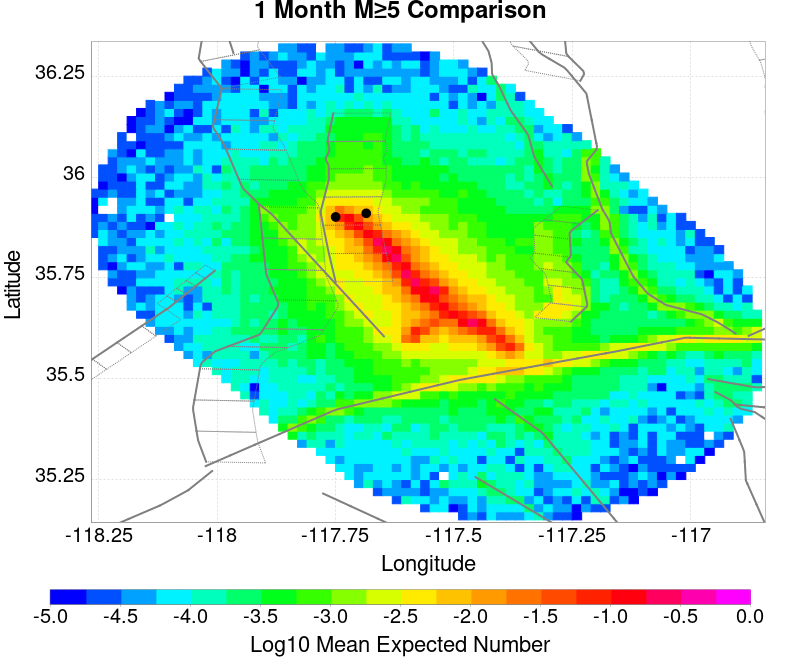 1 Month M≥5 Comparison
36.25
36
35.75
35.5
35.25
Latitude
-118.25 -118 -117.75 -117.5 -117.25 -117
Longitude
-5.0 -4.5 -4.0 -3.5 -3.0 -2.5 -2.0 -1.5 -1.0 -0.5 0.0
Log10 Mean Expected Number